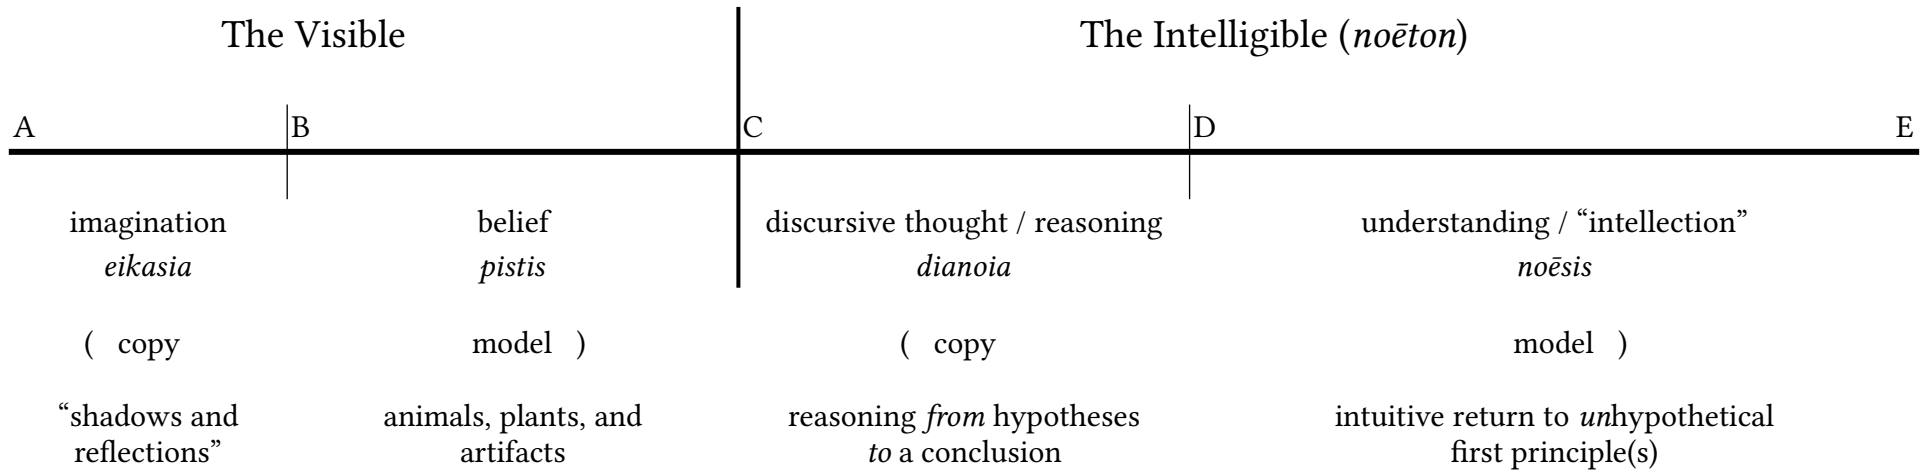 The Visible
The Intelligible (noēton)
A B C D E
imagination belief discursive thought / reasoning understanding / “intellection”
eikasia pistis dianoia noēsis
( copy model ) ( copy model )
“shadows and animals, plants, and reasoning from hypotheses intuitive return to unhypothetical
reflections” artifacts to a conclusion first principle(s)